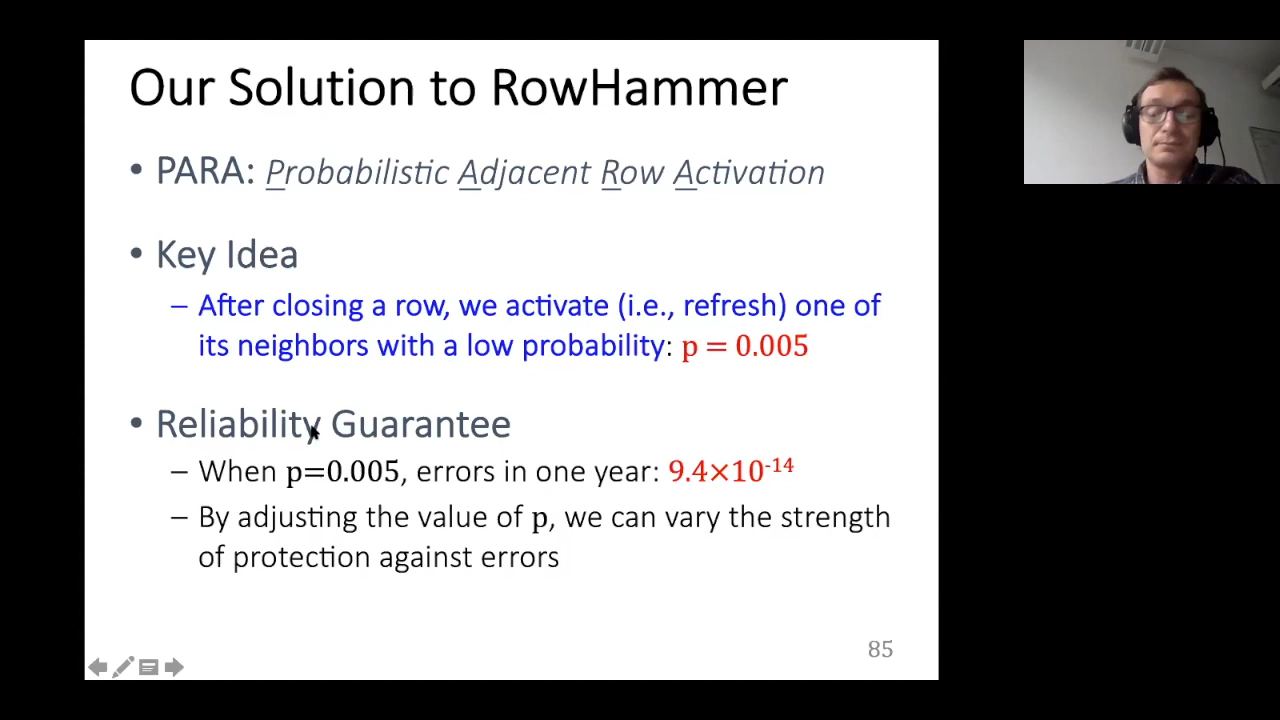 Our Solution to RowHammer
• PARA: Probabilistic Adjacent Row Activation
• Key Idea
– After closing a row, we activate (i.e., refresh) one of
its neighbors with a low probability: p = 0.005
• Reliability Guarantee
– When p=0.005, errors in one year: 9.4×10⁻¹⁴
– By adjusting the value of p, we can vary the strength
of protection against errors
85